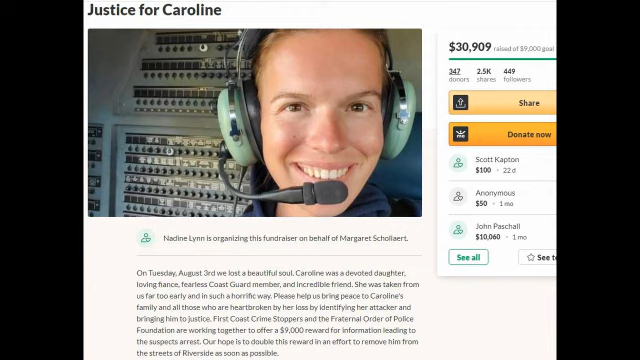 Justice for Caroline
$30,909 raised of $9,000 goal
347 donors
2.5K shares
449 followers
Share
Donate now
Scott Kapton
$100 • 22 d
Anonymous
$50 • 1 mo
John Paschall
$10,060 • 1 mo
See all
Nadine Lynn is organizing this fundraiser on behalf of Margaret Schollaert.
On Tuesday, August 3rd we lost a beautiful soul. Caroline was a devoted daughter,
loving fiance, fearless Coast Guard member, and incredible friend. She was taken from
us far too early and in such a horrific way. Please help us bring peace to Caroline's
family and all those who are heartbroken by her loss by identifying her attacker and
bringing him to justice. First Coast Crime Stoppers and the Fraternal Order of Police
Foundation are working together to offer a $9,000 reward for information leading to
the suspects arrest. Our hope is to double this reward in an effort to remove him from
the streets of Riverside as soon as possible.